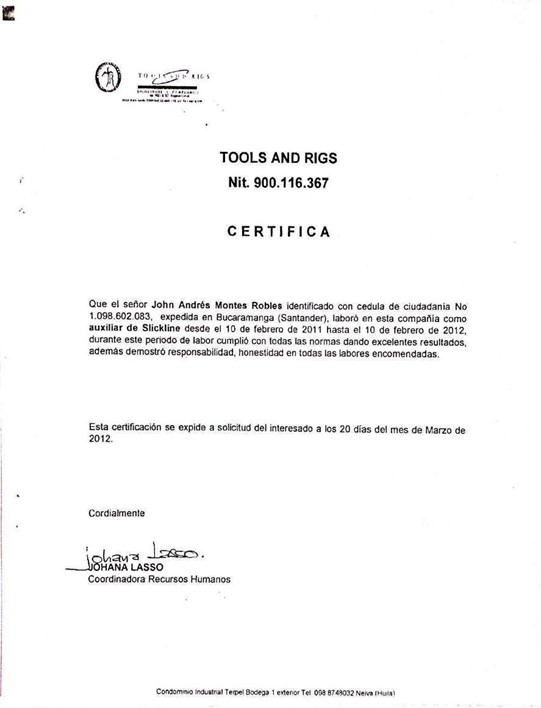 TOOLS AND RIGS
TOOLS AND RIGS
Nit. 900.116.367
CERTIFICA
Que el señor John Andrés Montes Robles identificado con cedula de ciudadanía No
1.098.602.083, expedida en Bucaramanga (Santander), laboró en esta compañía como
auxiliar de Slickline desde el 10 de febrero de 2011 hasta el 10 de febrero de 2012,
durante este periodo de labor cumplió con todas las normas dando excelentes resultados,
además demostró responsabilidad, honestidad en todas las labores encomendadas.
Esta certificación se expide a solicitud del interesado a los 20 días del mes de Marzo de
2012.
Cordialmente
johana Lasso.
JOHANA LASSO
Coordinadora Recursos Humanos
Condominio Industrial Terpel Bodega 1 exterior Tel 098 8748032 Neiva (Huila)